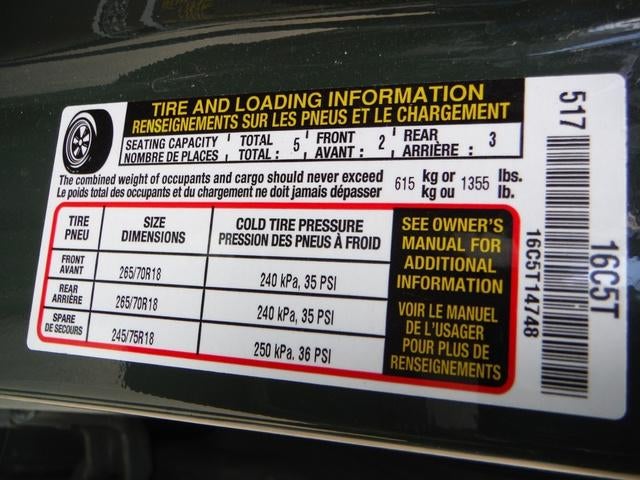 TIRE AND LOADING INFORMATION
RENSEIGNEMENTS SUR LES PNEUS ET LE CHARGEMENT
SEATING CAPACITY TOTAL 5 FRONT 2 REAR 3
NOMBRE DE PLACES TOTAL : AVANT : ARRIÈRE :
The combined weight of occupants and cargo should never exceed 615 kg or 1355 lbs.
Le poids total des occupants et du chargement ne doit jamais dépasser kg ou lb.
TIRE SIZE COLD TIRE PRESSURE
PNEU DIMENSIONS PRESSION DES PNEUS À FROID
FRONT
AVANT 265/70R18 240 kPa, 35 PSI
REAR
ARRIÈRE 265/70R18 240 kPa, 35 PSI
SPARE
DE SECOURS 245/75R18 250 kPa, 36 PSI
SEE OWNER'S
MANUAL FOR
ADDITIONAL
INFORMATION
VOIR LE MANUEL
DE L'USAGER
POUR PLUS DE
RENSEIGNEMENTS
517 16C5T
16C5T14748